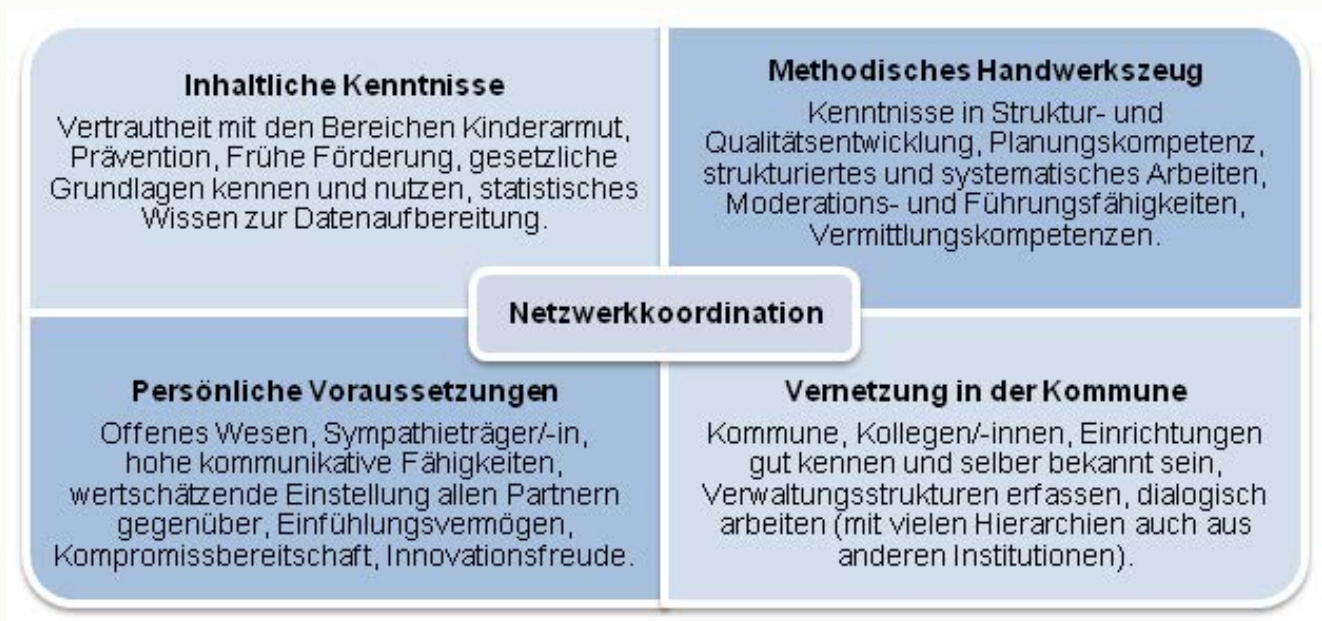 Inhaltliche Kenntnisse
Vertrautheit mit den Bereichen Kinderarmut,
Prävention, Frühe Förderung, gesetzliche
Grundlagen kennen und nutzen, statistisches
Wissen zur Datenaufbereitung.
Methodisches Handwerkszeug
Kenntnisse in Struktur- und
Qualitätsentwicklung, Planungskompetenz,
strukturiertes und systematisches Arbeiten,
Moderations- und Führungsfähigkeiten,
Vermittlungskompetenzen.
Netzwerkkoordination
Persönliche Voraussetzungen
Offenes Wesen, Sympathieträger/-in,
hohe kommunikative Fähigkeiten,
wertschätzende Einstellung allen Partnern
gegenüber, Einfühlungsvermögen,
Kompromissbereitschaft, Innovationsfreude.
Vernetzung in der Kommune
Kommune, Kollegen/-innen, Einrichtungen
gut kennen und selber bekannt sein,
Verwaltungsstrukturen erfassen, dialogisch
arbeiten (mit vielen Hierarchien auch aus
anderen Institutionen).